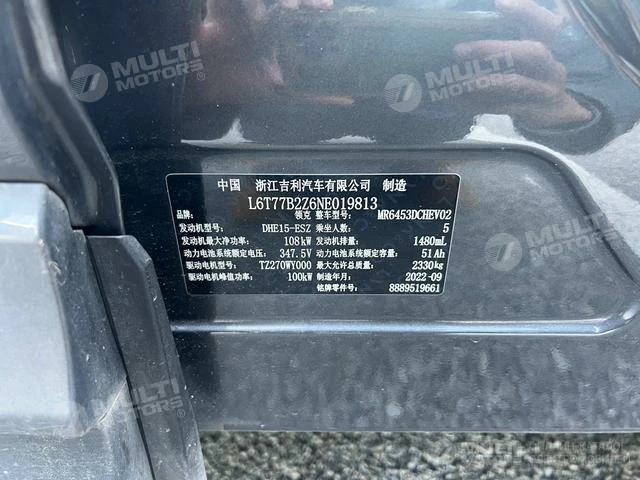 MULTI MOTORS
MULTI MOTORS
中国 浙江吉利汽车有限公司 制造
L6T77B2Z6NE019813
品牌: 领克 整车型号: MR6453DCHEV02
发动机型号: DHE15-ESZ 乘坐人数: 5
发动机最大净功率: 108kW 发动机排量: 1480mL
动力电池系统额定电压: 347.5V 动力电池系统额定容量: 51Ah
驱动电机型号: TZ270WY000 最大允许总质量: 2330kg
驱动电机峰值功率: 100kW 制造年月: 2022-09
铭牌零件号: 8889519661
MULTI MOTORS
MULTI MOTORS